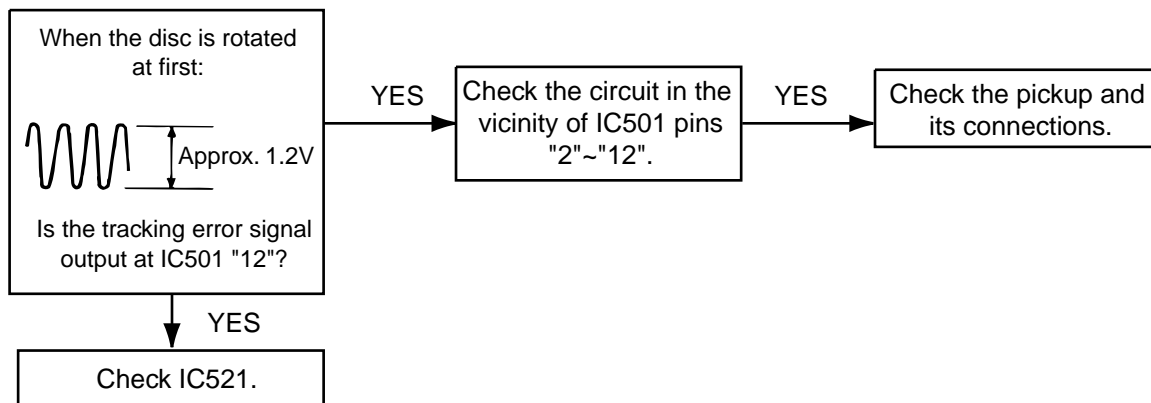 When the disc is rotated
at first:
Approx. 1.2V
Is the tracking error signal
output at IC501 "12"?
YES
Check the circuit in the
vicinity of IC501 pins
"2"~"12".
YES
Check the pickup and
its connections.
YES
Check IC521.